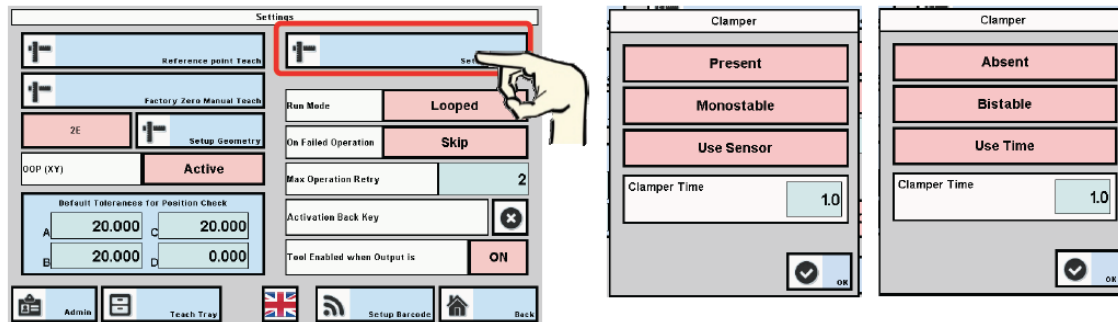 Settings
Reference point Teach
Factory Zero Manual Teach
2E
Setup Geometry
OOP (XY)
Active
Default Tolerances for Position Check
A 20.000 C 20.000
B 20.000 D 0.000
Run Mode
Looped
On Failed Operation
Skip
Max Operation Retry
2
Activation Back Key
Tool Enabled when Output is
ON
Admin
Teach Tray
Setup Barcode
Back
Clamper
Present
Monostable
Use Sensor
Clamper Time
1.0
OK
Clamper
Absent
Bistable
Use Time
Clamper Time
1.0
OK